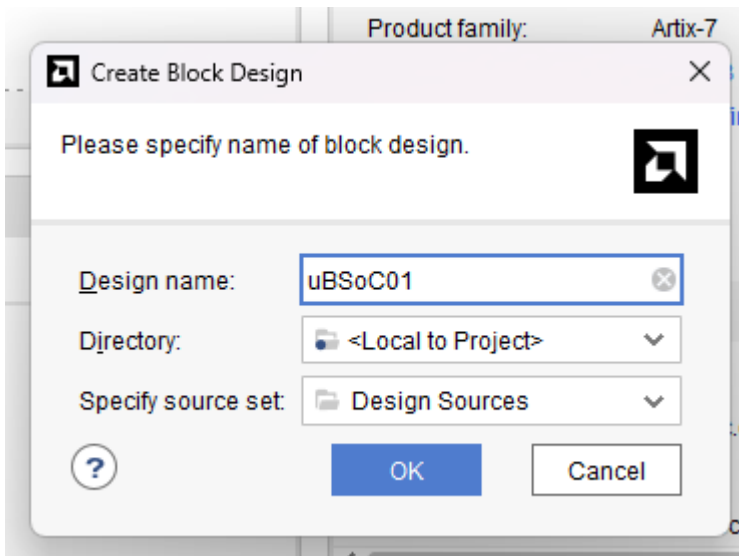 Product family: Artix-7
Create Block Design
Please specify name of block design.
Design name: uBSoC01
Directory: <Local to Project>
Specify source set: Design Sources
? OK Cancel